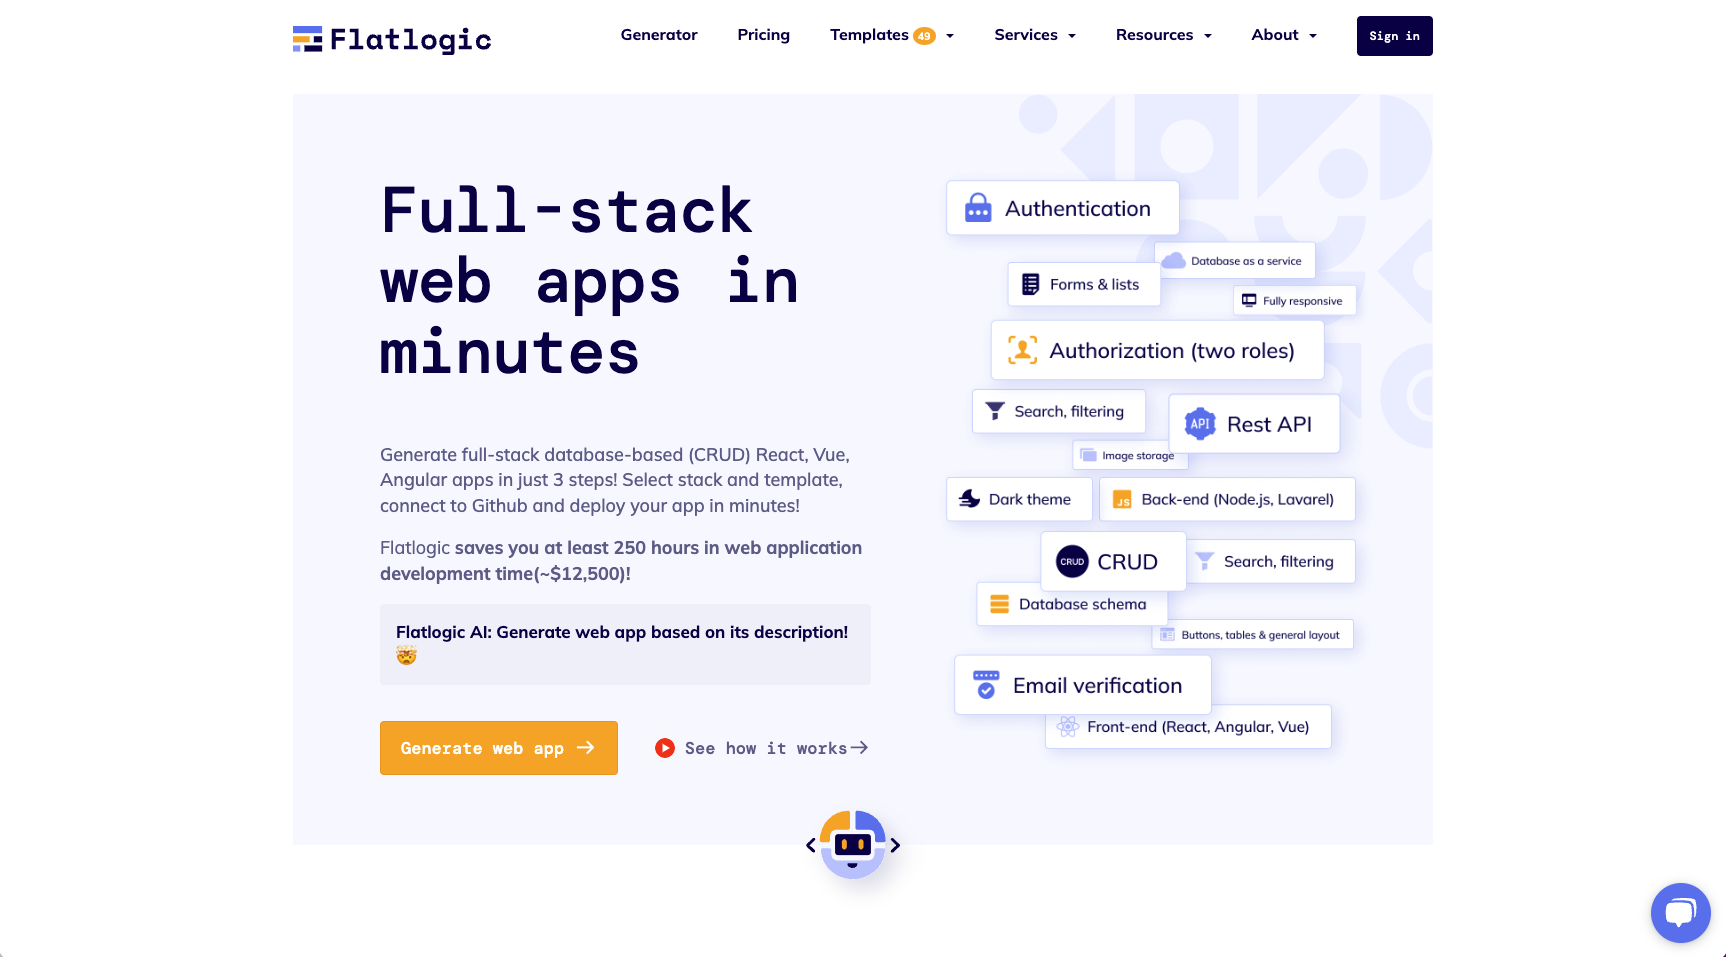 Flatlogic
Generator
Pricing
Templates 49
Services
Resources
About
Sign in
Full-stack
web apps in
minutes
Generate full-stack database-based (CRUD) React, Vue,
Angular apps in just 3 steps! Select stack and template,
connect to Github and deploy your app in minutes!
Flatlogic saves you at least 250 hours in web application
development time(~$12,500)!
Flatlogic AI: Generate web app based on its description!
🤯
Generate web app →
See how it works→
Authentication
Database as a service
Forms & lists
Fully responsive
Authorization (two roles)
Search, filtering
API Rest API
Image storage
Dark theme
JS Back-end (Node.js, Lavarel)
CRUD CRUD
Search, filtering
Database schema
Buttons, tables & general layout
Email verification
Front-end (React, Angular, Vue)